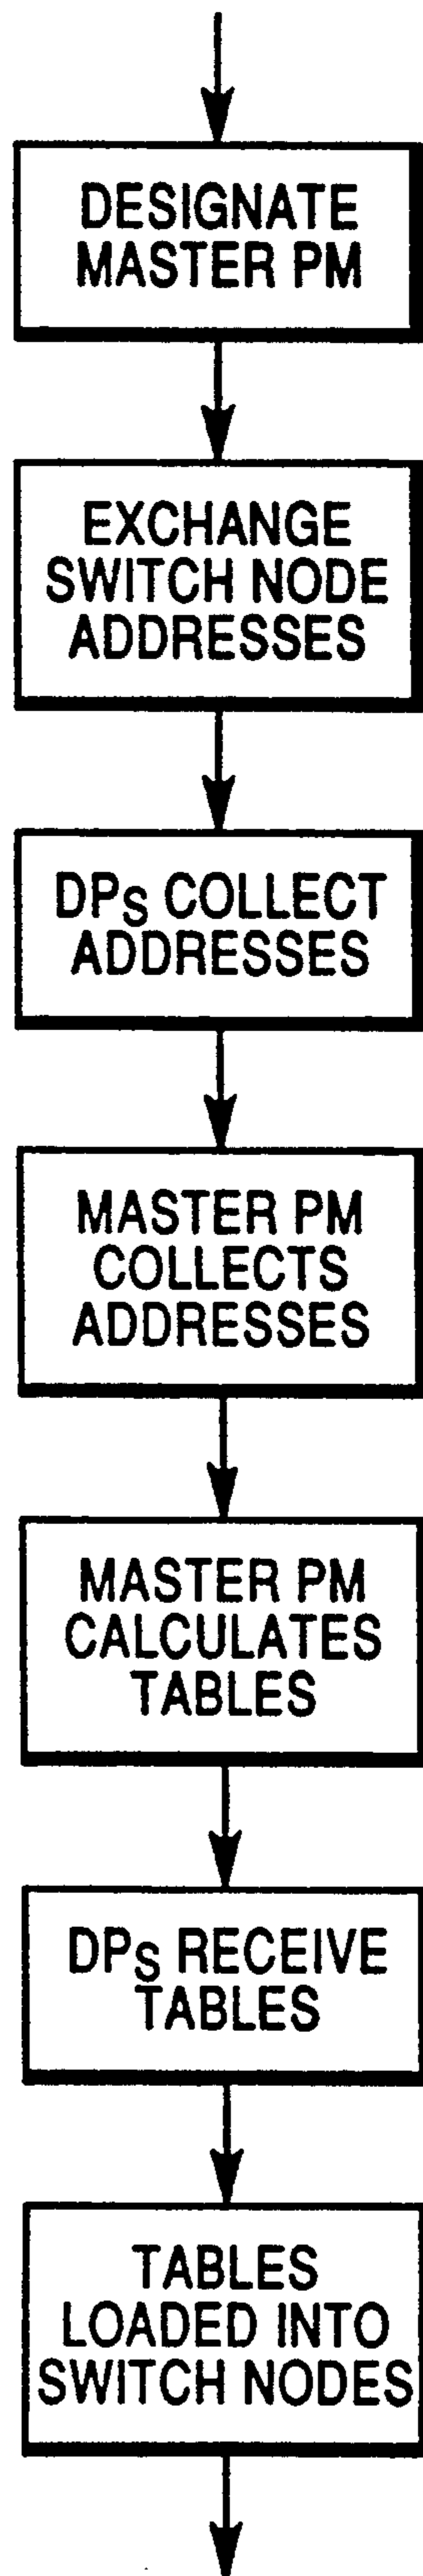 DESIGNATE
MASTER PM
EXCHANGE
SWITCH NODE
ADDRESSES
DPS COLLECT
ADDRESSES
MASTER PM
COLLECTS
ADDRESSES
MASTER PM
CALCULATES
TABLES
DPS RECEIVE
TABLES
TABLES
LOADED INTO
SWITCH NODES